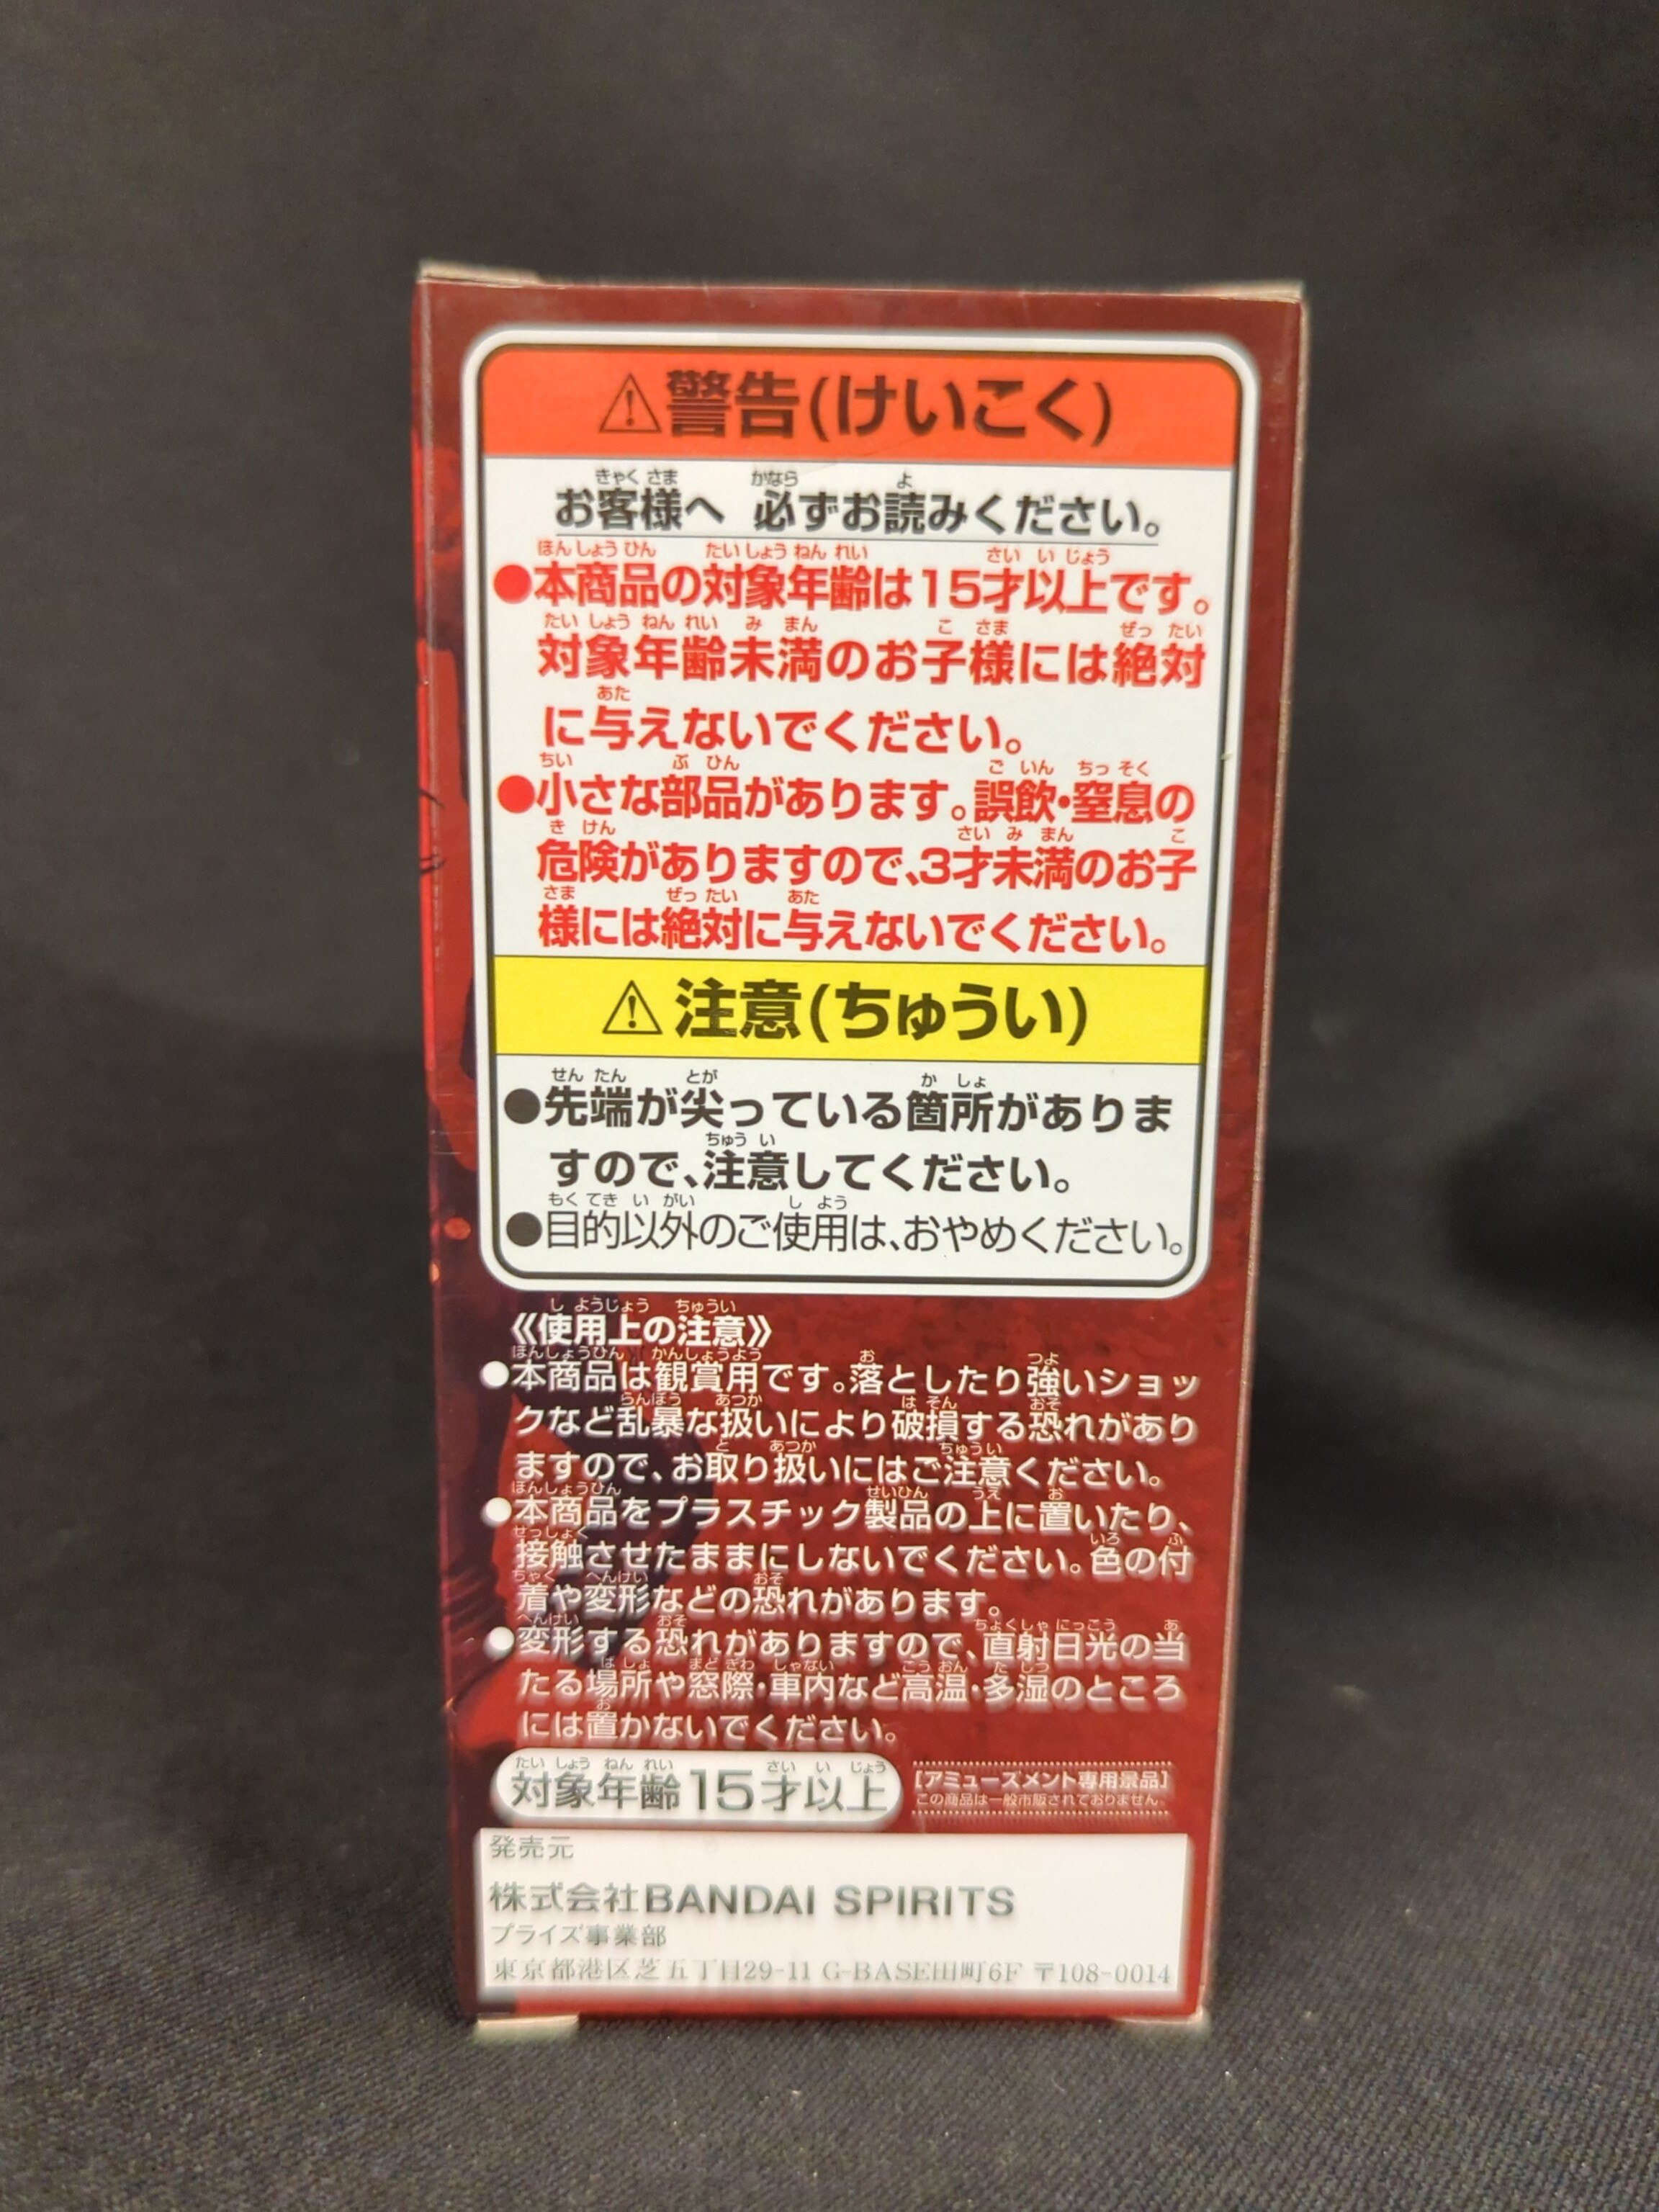 ⚠警告(けいこく)
お客様へ 必ずお読みください。
●本商品の対象年齢は15才以上です。
対象年齢未満のお子様には絶対
に与えないでください。
●小さな部品があります。誤飲・窒息の
危険がありますので、3才未満のお子
様には絶対に与えないでください。
⚠注意(ちゅうい)
●先端が尖っている箇所がありま
すので、注意してください。
●目的以外のご使用は、おやめください。
《使用上の注意》
●本商品は観賞用です。落としたり強いショッ
クなど乱暴な扱いにより破損する恐れがあり
ますので、お取り扱いにはご注意ください。
●本商品をプラスチック製品の上に置いたり、
接触させたままにしないでください。色の付
着や変形などの恐れがあります。
●変形する恐れがありますので、直射日光の当
たる場所や窓際・車内など高温・多湿のところ
には置かないでください。
対象年齢15才以上
[アミューズメント専用景品]
この商品は一般市販されておりません。
発売元
株式会社BANDAI SPIRITS
プライズ事業部
東京都港区芝五丁目29-11 G-BASE田町6F 〒108-0014